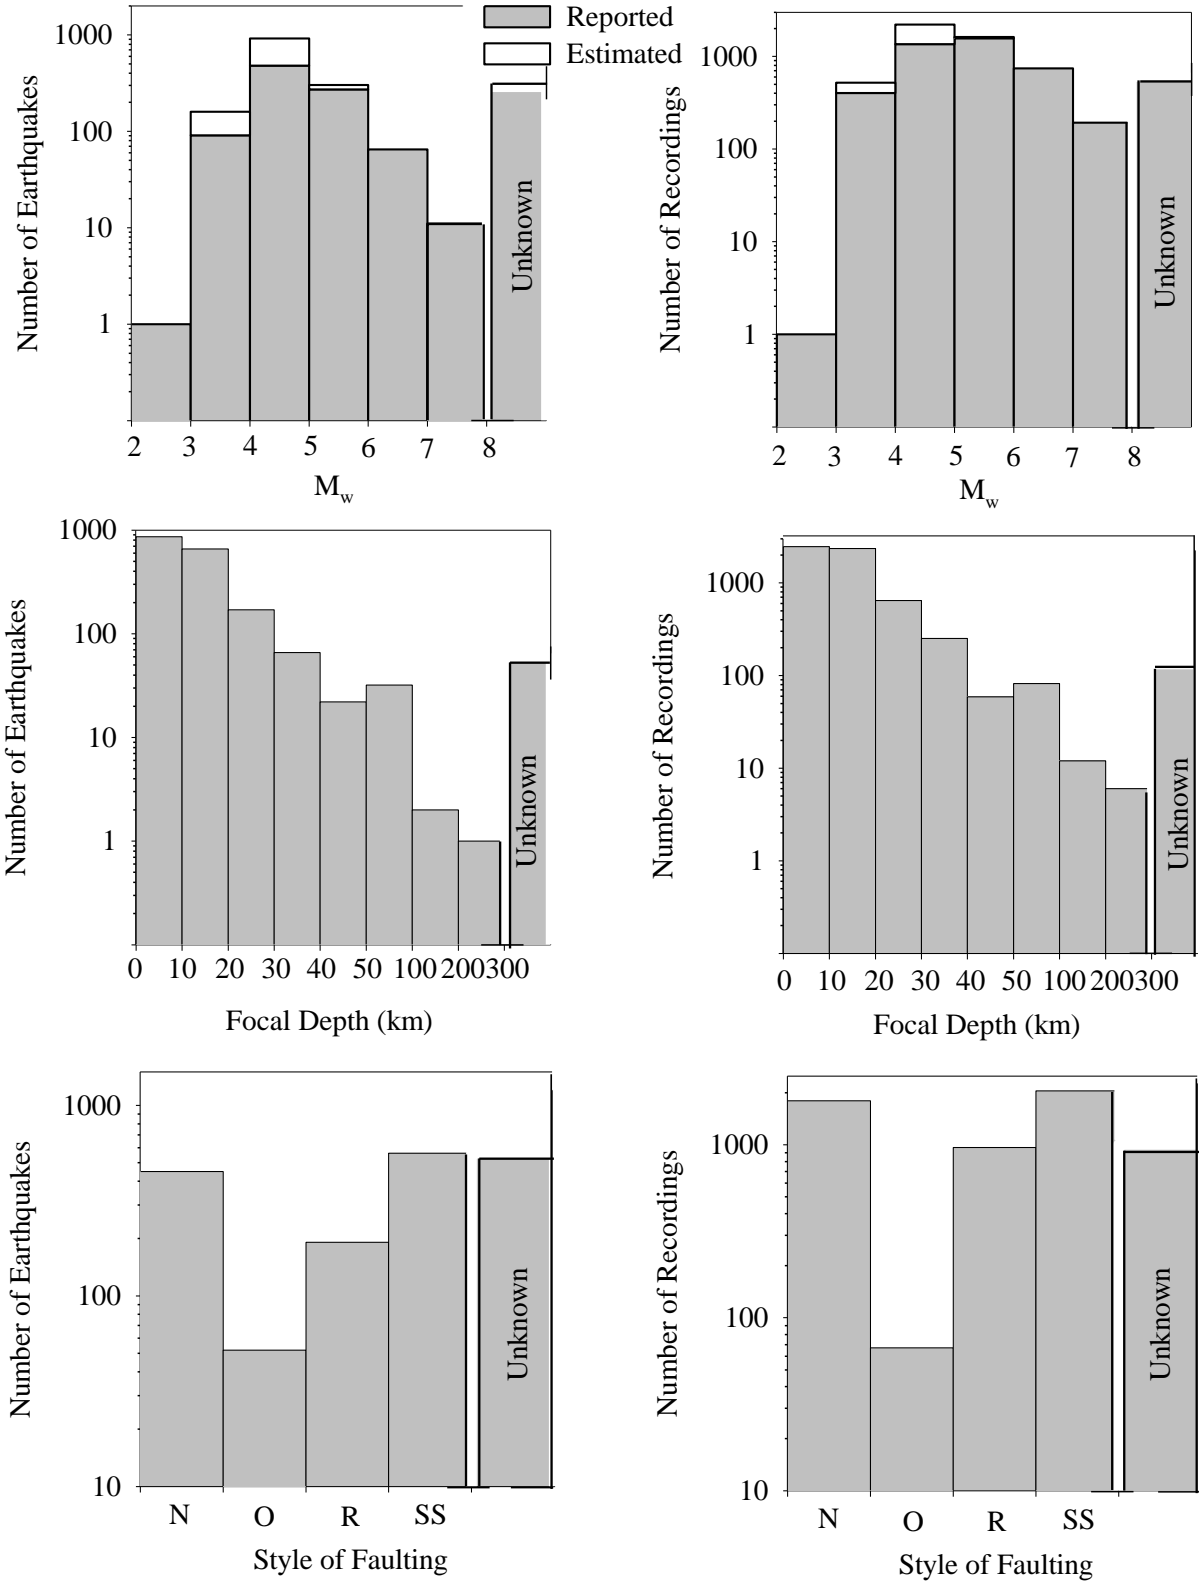 Reported
Estimated
1000
100
10
1
Number of Earthquakes
Unknown
2 3 4 5 6 7 8
Mw
1000
100
10
1
Number of Recordings
Unknown
2 3 4 5 6 7 8
Mw
1000
100
10
1
Number of Earthquakes
Unknown
0 10 20 30 40 50 100 200 300
Focal Depth (km)
1000
100
10
1
Number of Recordings
Unknown
0 10 20 30 40 50 100 200 300
Focal Depth (km)
1000
100
10
Number of Earthquakes
Unknown
N O R SS
Style of Faulting
1000
100
10
Number of Recordings
Unknown
N O R SS
Style of Faulting